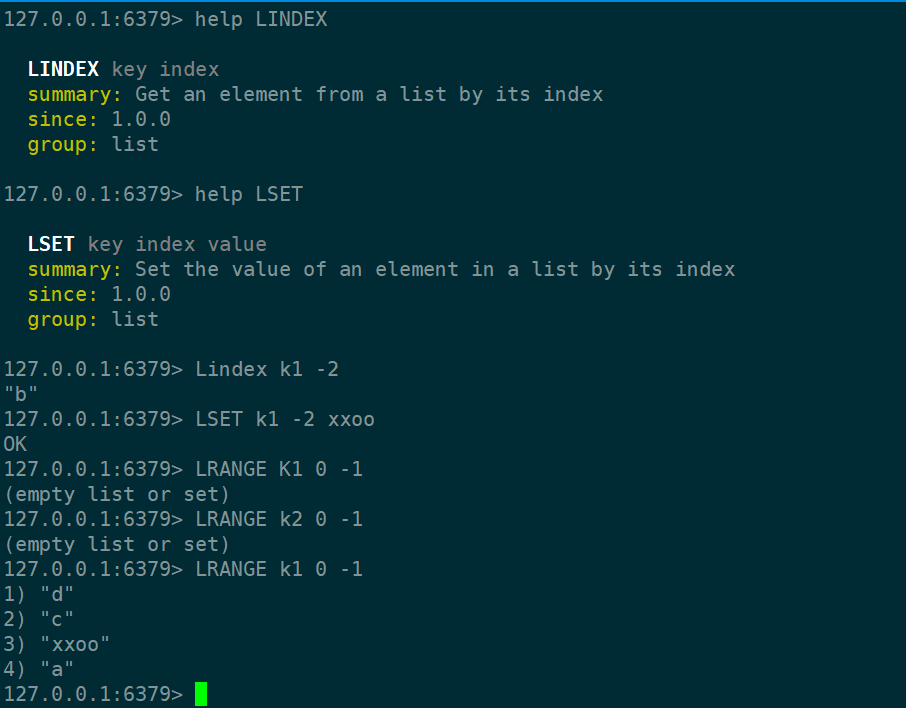 127.0.0.1:6379> help LINDEX
LINDEX key index
summary: Get an element from a list by its index
since: 1.0.0
group: list
127.0.0.1:6379> help LSET
LSET key index value
summary: Set the value of an element in a list by its index
since: 1.0.0
group: list
127.0.0.1:6379> Lindex k1 -2
"b"
127.0.0.1:6379> LSET k1 -2 xxoo
OK
127.0.0.1:6379> LRANGE K1 0 -1
(empty list or set)
127.0.0.1:6379> LRANGE k2 0 -1
(empty list or set)
127.0.0.1:6379> LRANGE k1 0 -1
1) "d"
2) "c"
3) "xxoo"
4) "a"
127.0.0.1:6379>